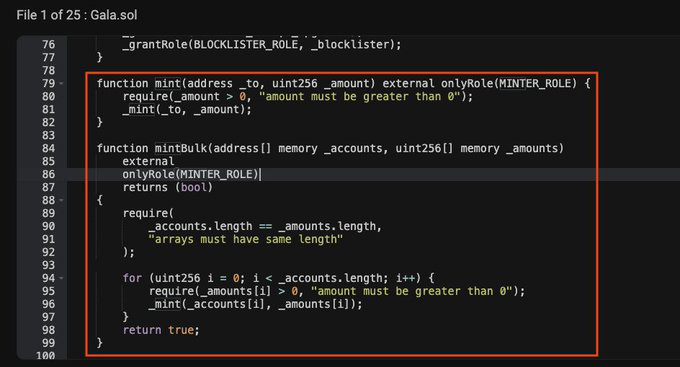 File 1 of 25 : Gala.sol
76 _grantRole(BLOCKLISTER_ROLE, _blocklister);
77 }
78
79 function mint(address _to, uint256 _amount) external onlyRole(MINTER_ROLE) {
80 require(_amount > 0, "amount must be greater than 0");
81 _mint(_to, _amount);
82 }
83
84 function mintBulk(address[] memory _accounts, uint256[] memory _amounts)
85 external
86 onlyRole(MINTER_ROLE)
87 returns (bool)
88 {
89 require(
90 _accounts.length == _amounts.length,
91 "arrays must have same length"
92 );
93
94 for (uint256 i = 0; i < _accounts.length; i++) {
95 require(_amounts[i] > 0, "amount must be greater than 0");
96 _mint(_accounts[i], _amounts[i]);
97 }
98 return true;
99 }
100